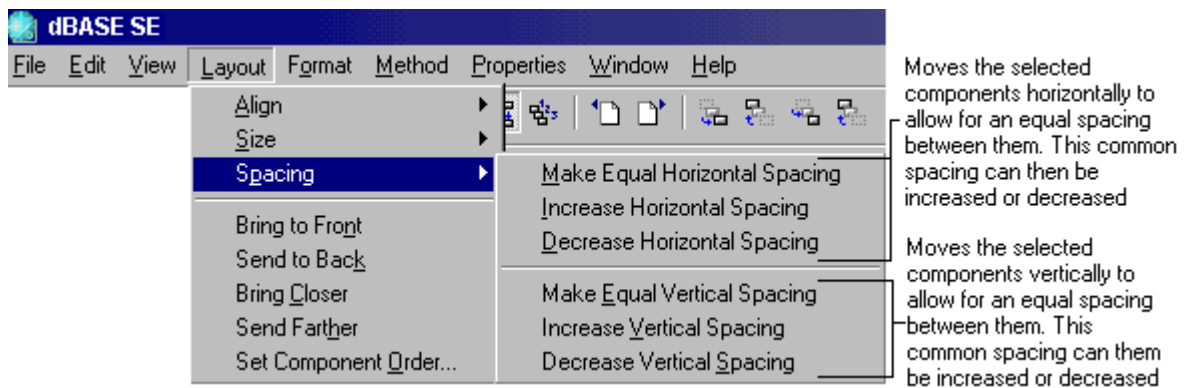 dBASE SE
File Edit View Layout Format Method Properties Window Help
Align
Size
Spacing
Bring to Front
Send to Back
Bring Closer
Send Farther
Set Component Order...
Make Equal Horizontal Spacing
Increase Horizontal Spacing
Decrease Horizontal Spacing
Make Equal Vertical Spacing
Increase Vertical Spacing
Decrease Vertical Spacing
Moves the selected
components horizontally to
allow for an equal spacing
between them. This common
spacing can then be
increased or decreased
Moves the selected
components vertically to
allow for an equal spacing
between them. This
common spacing can them
be increased or decreased